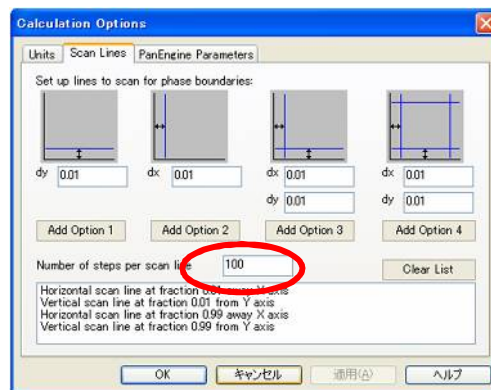 Calculation Options
Units Scan Lines PanEngine Parameters
Set up lines to scan for phase boundaries:
dy 0.01 dx 0.01 dx 0.01 dx 0.01
dy 0.01 dy 0.01
Add Option 1 Add Option 2 Add Option 3 Add Option 4
Number of steps per scan line 100 Clear List
Horizontal scan line at fraction 0.01 away X axis
Vertical scan line at fraction 0.01 from Y axis
Horizontal scan line at fraction 0.99 away X axis
Vertical scan line at fraction 0.99 from Y axis
OK キャンセル 適用(A) ヘルプ